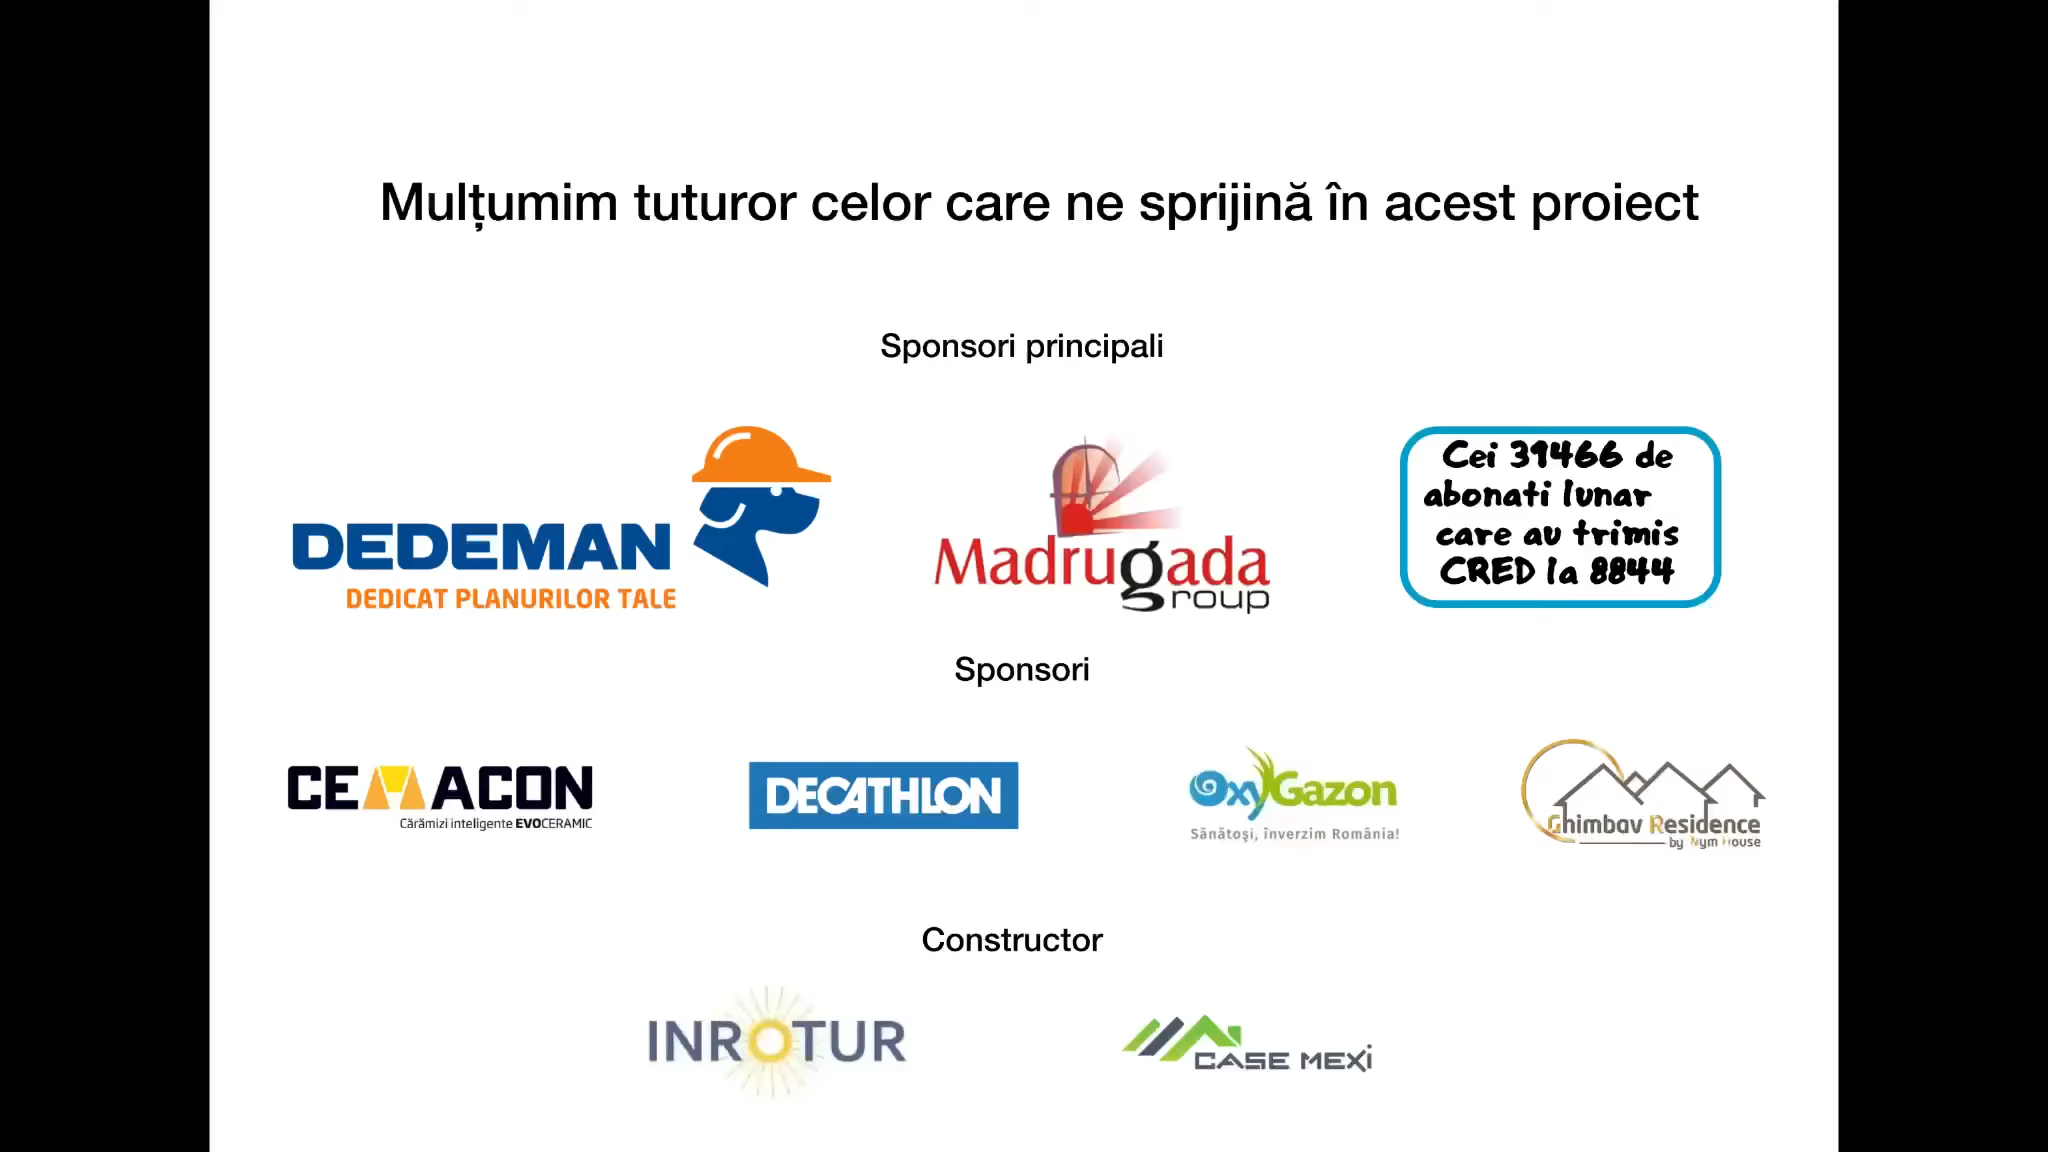 Mulțumim tuturor celor care ne sprijină în acest proiect
Sponsori principali
DEDEMAN
DEDICAT PLANURILOR TALE
Madrugada
group
Cei 39466 de
abonati lunar
care au trimis
CRED la 8844
Sponsori
CEMACON
Cărămizi inteligente EVOCERAMIC
DECATHLON
OxyGazon
Sănătoşi, înverzim România!
Ghimbav Residence
by Nym House
Constructor
INROTUR
CASE MEXi